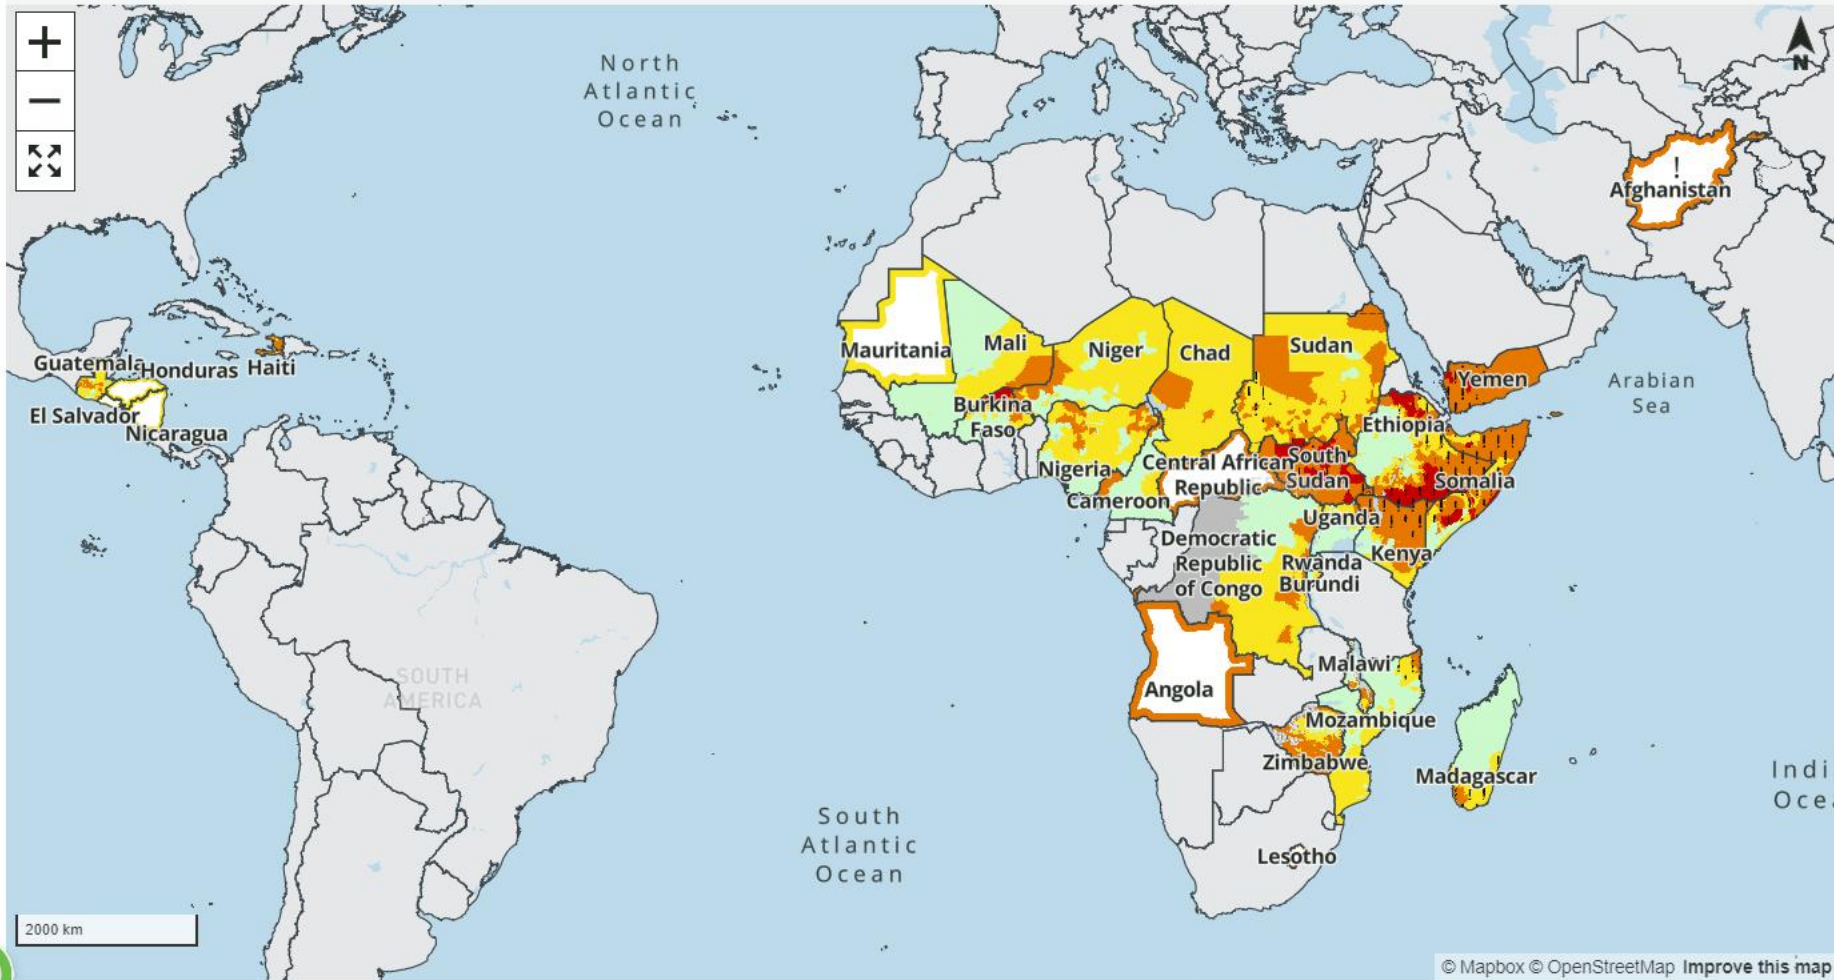 +
−
N
North
Atlantic
Ocean
!
Afghanistan
Mauritania
Mali
Niger
Chad
Sudan
Guatemala
Honduras
Haiti
Yemen
Arabian
Sea
El Salvador
Nicaragua
Burkina
Faso
Ethiopia
Nigeria
Central African
Republic
South
Sudan
Somalia
Cameroon
Uganda
Democratic
Republic
of Congo
Rwanda
Burundi
Kenya
SOUTH
AMERICA
Angola
Malawi
Mozambique
Zimbabwe
Madagascar
Indi
Ocea
South
Atlantic
Ocean
Lesotho
2000 km
© Mapbox © OpenStreetMap Improve this map